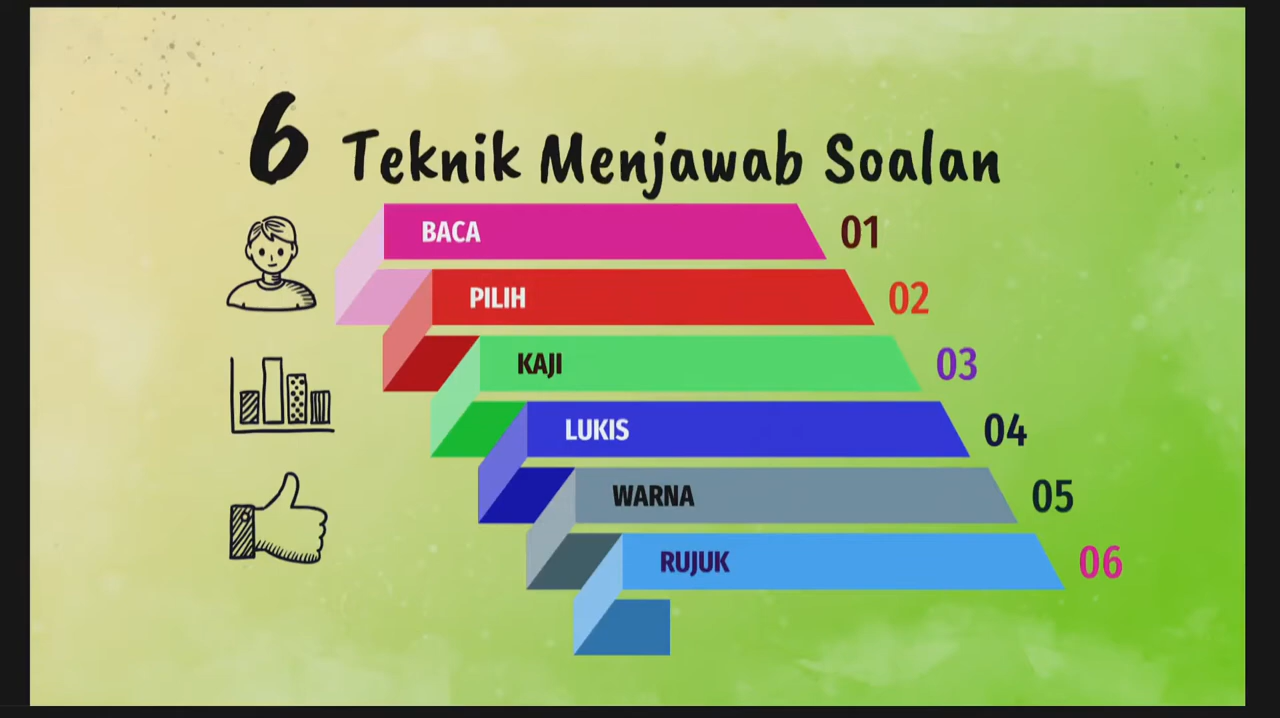 6 Teknik Menjawab Soalan
BACA 01
PILIH 02
KAJI 03
LUKIS 04
WARNA 05
RUJUK 06